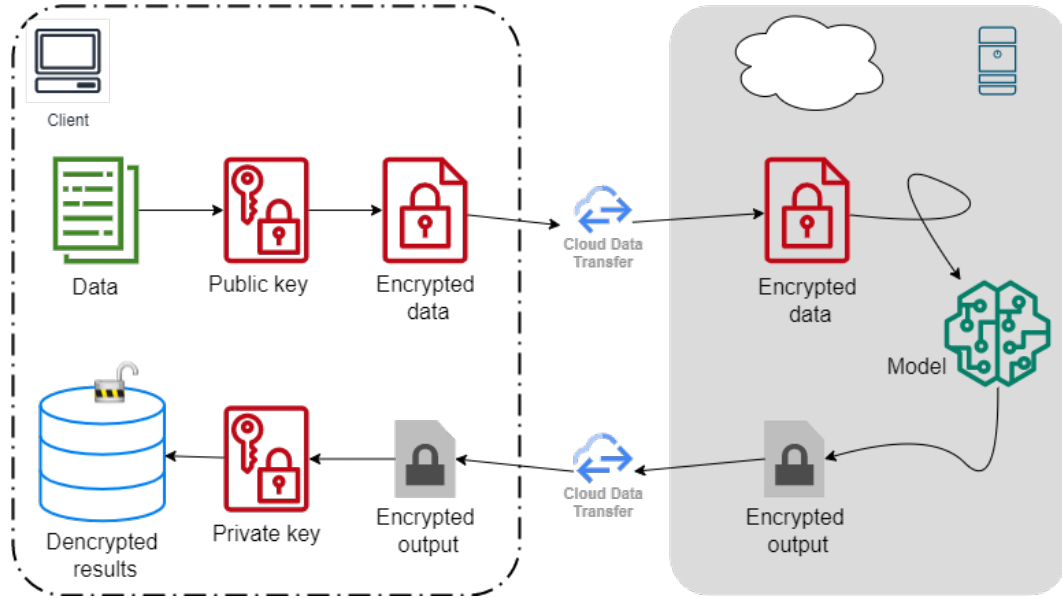 Client
Data
Public key
Encrypted
data
Cloud Data
Transfer
Encrypted
data
Model
Dencrypted
results
Private key
Encrypted
output
Cloud Data
Transfer
Encrypted
output